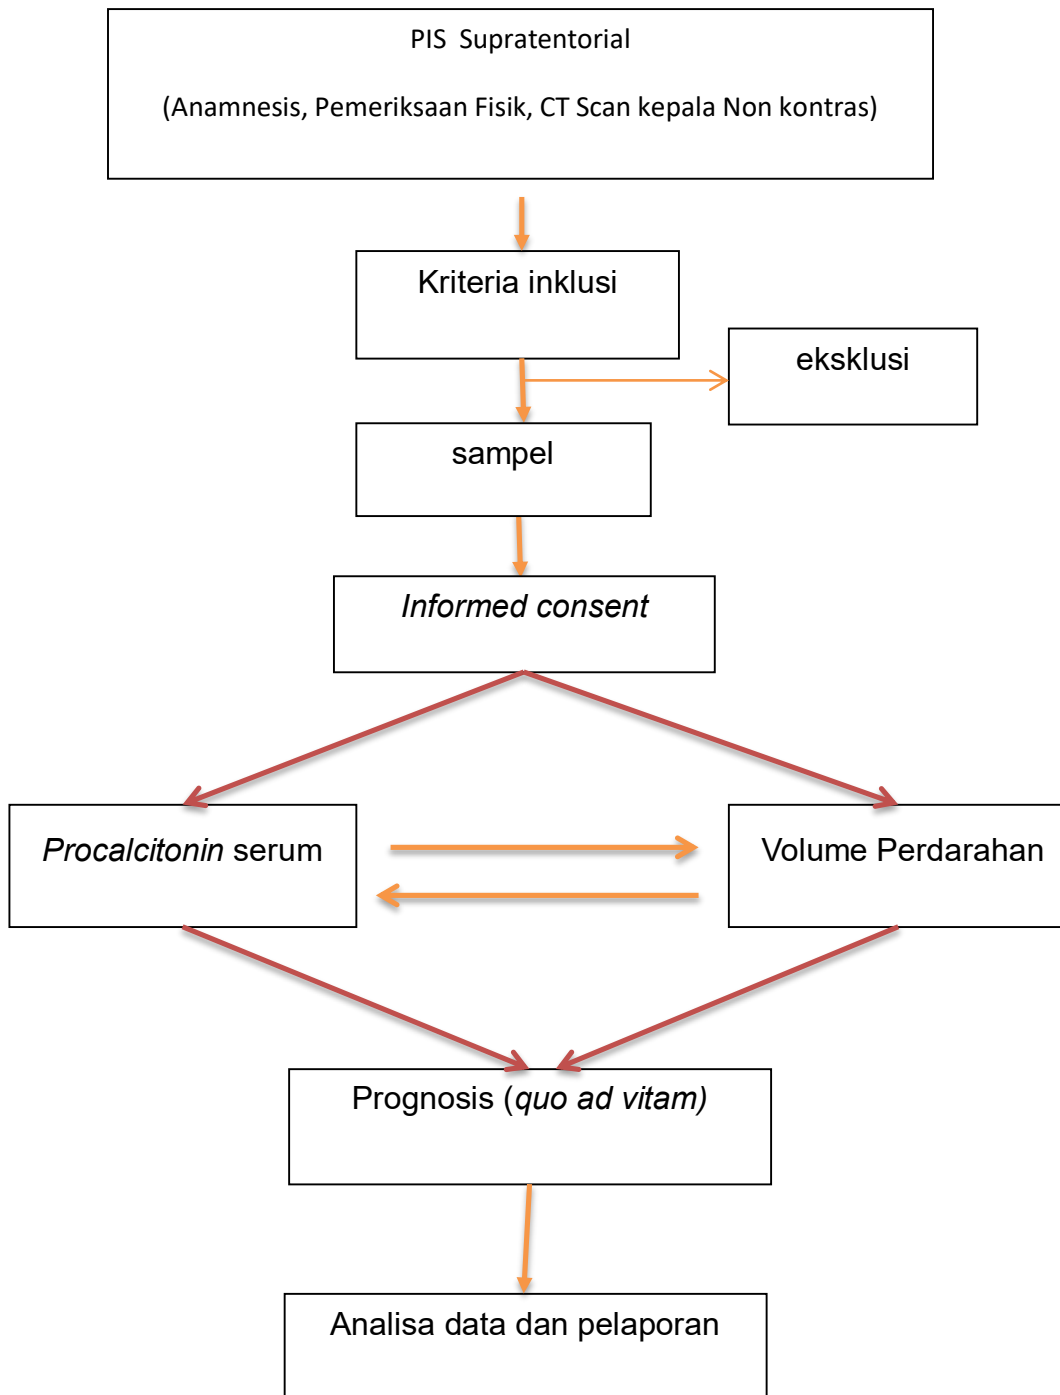 PIS Supratentorial
(Anamnesis, Pemeriksaan Fisik, CT Scan kepala Non kontras)
Kriteria inklusi
eksklusi
sampel
Informed consent
Procalcitonin serum
Volume Perdarahan
Prognosis (quo ad vitam)
Analisa data dan pelaporan